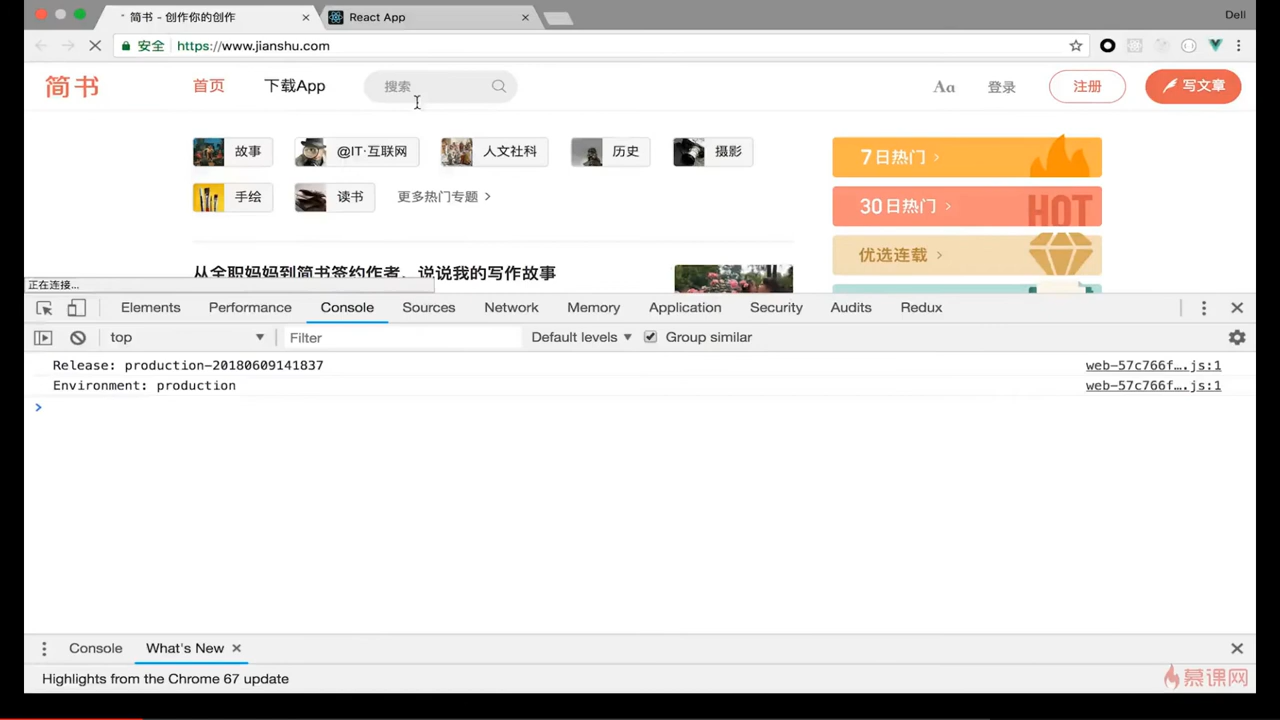 简书 - 创作你的创作
React App
Dell
安全 https://www.jianshu.com
简书
首页
下载App
搜索
Aa
登录
注册
写文章
故事
@IT·互联网
人文社科
历史
摄影
手绘
读书
更多热门专题 >
7日热门 >
30日热门 >
HOT
优选连载 >
从全职妈妈到简书签约作者，说说我的写作故事
正在连接...
Elements Performance Console Sources Network Memory Application Security Audits Redux
top Filter Default levels Group similar
Release: production-20180609141837 web-57c766f….js:1
Environment: production web-57c766f….js:1
>
Console What's New
Highlights from the Chrome 67 update
慕课网